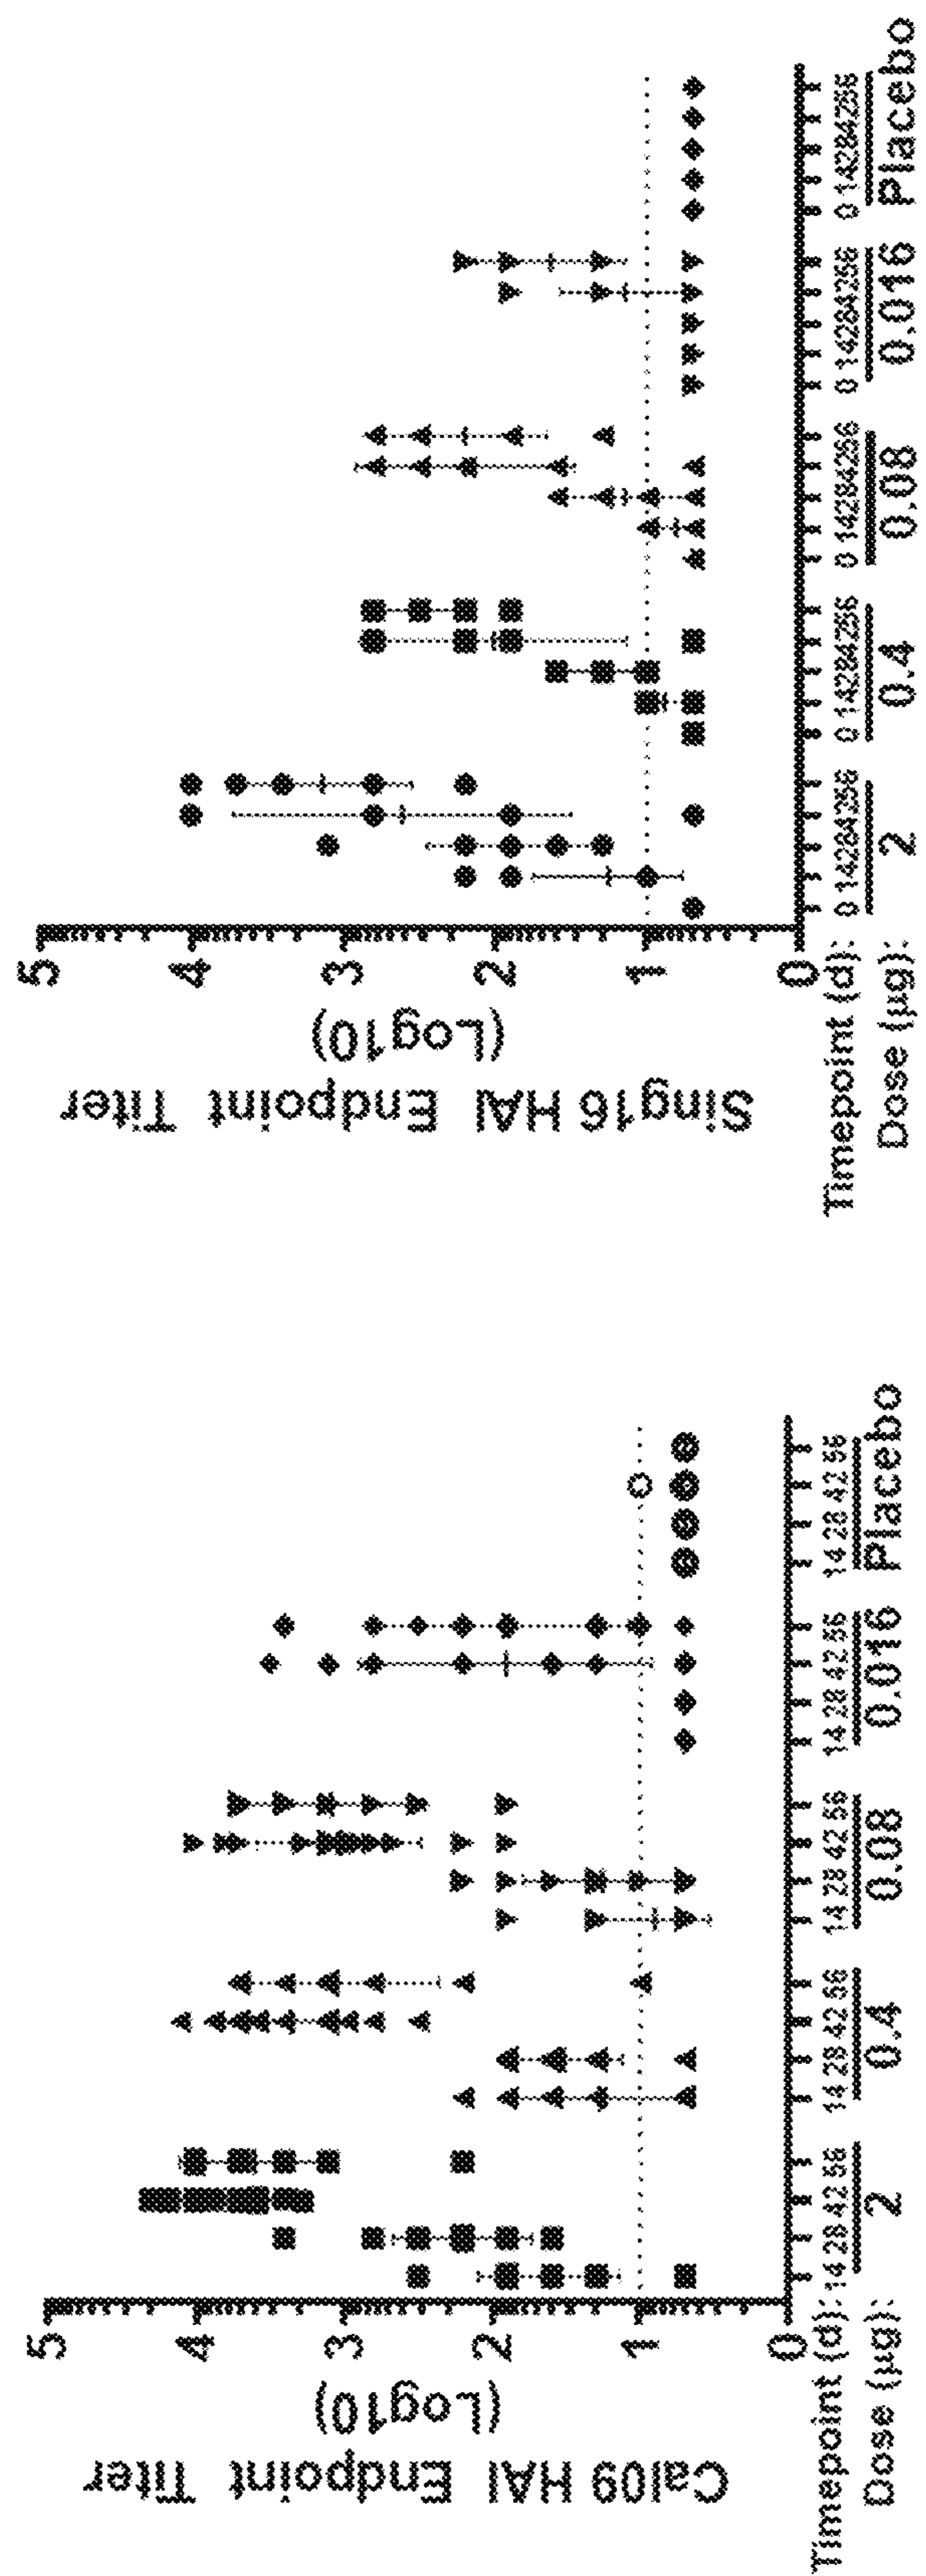 Cal09 HAI Endpoint Titer
(Log10)
5
4
3
2
1
0
Timepoint (d): 14 28 42 56 14 28 42 56 14 28 42 56 14 28 42 56 14 28 42 56
Dose (µg): 2 0.4 0.08 0.016 Placebo
Sing16 HAI Endpoint Titer
(Log10)
5
4
3
2
1
0
Timepoint (d): 0 14 28 42 56 0 14 28 42 56 0 14 28 42 56 0 14 28 42 56 0 14 28 42 56
Dose (µg): 2 0.4 0.08 0.016 Placebo